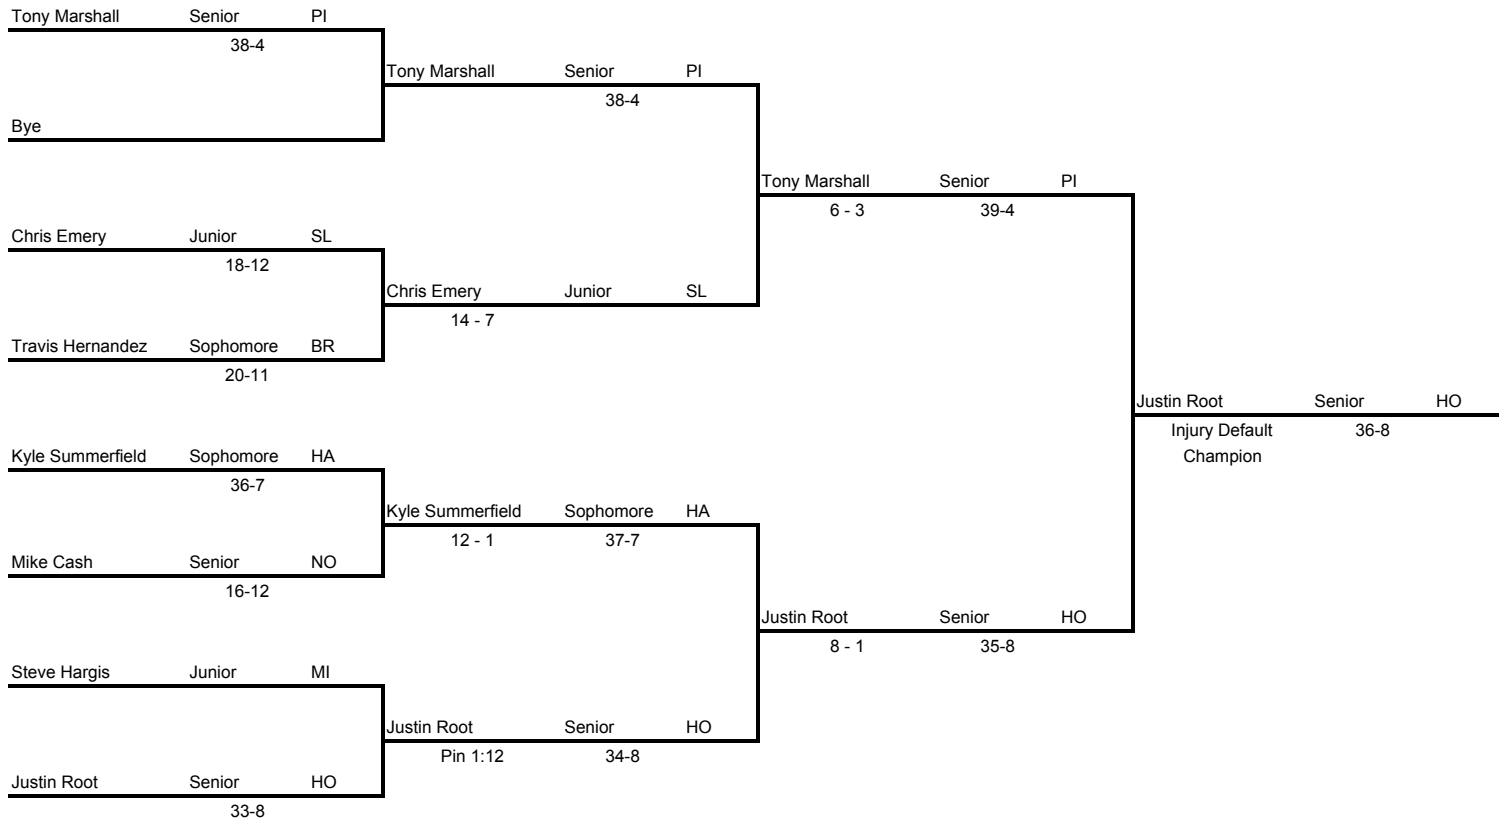 Tony Marshall Senior PI
38-4
Tony Marshall Senior PI
38-4
Bye
Tony Marshall Senior PI
6 - 3 39-4
Chris Emery Junior SL
18-12
Chris Emery Junior SL
14 - 7
Travis Hernandez Sophomore BR
20-11
Justin Root Senior HO
Injury Default 36-8
Champion
Kyle Summerfield Sophomore HA
36-7
Kyle Summerfield Sophomore HA
12 - 1 37-7
Mike Cash Senior NO
16-12
Justin Root Senior HO
8 - 1 35-8
Steve Hargis Junior MI
Justin Root Senior HO
Pin 1:12 34-8
Justin Root Senior HO
33-8